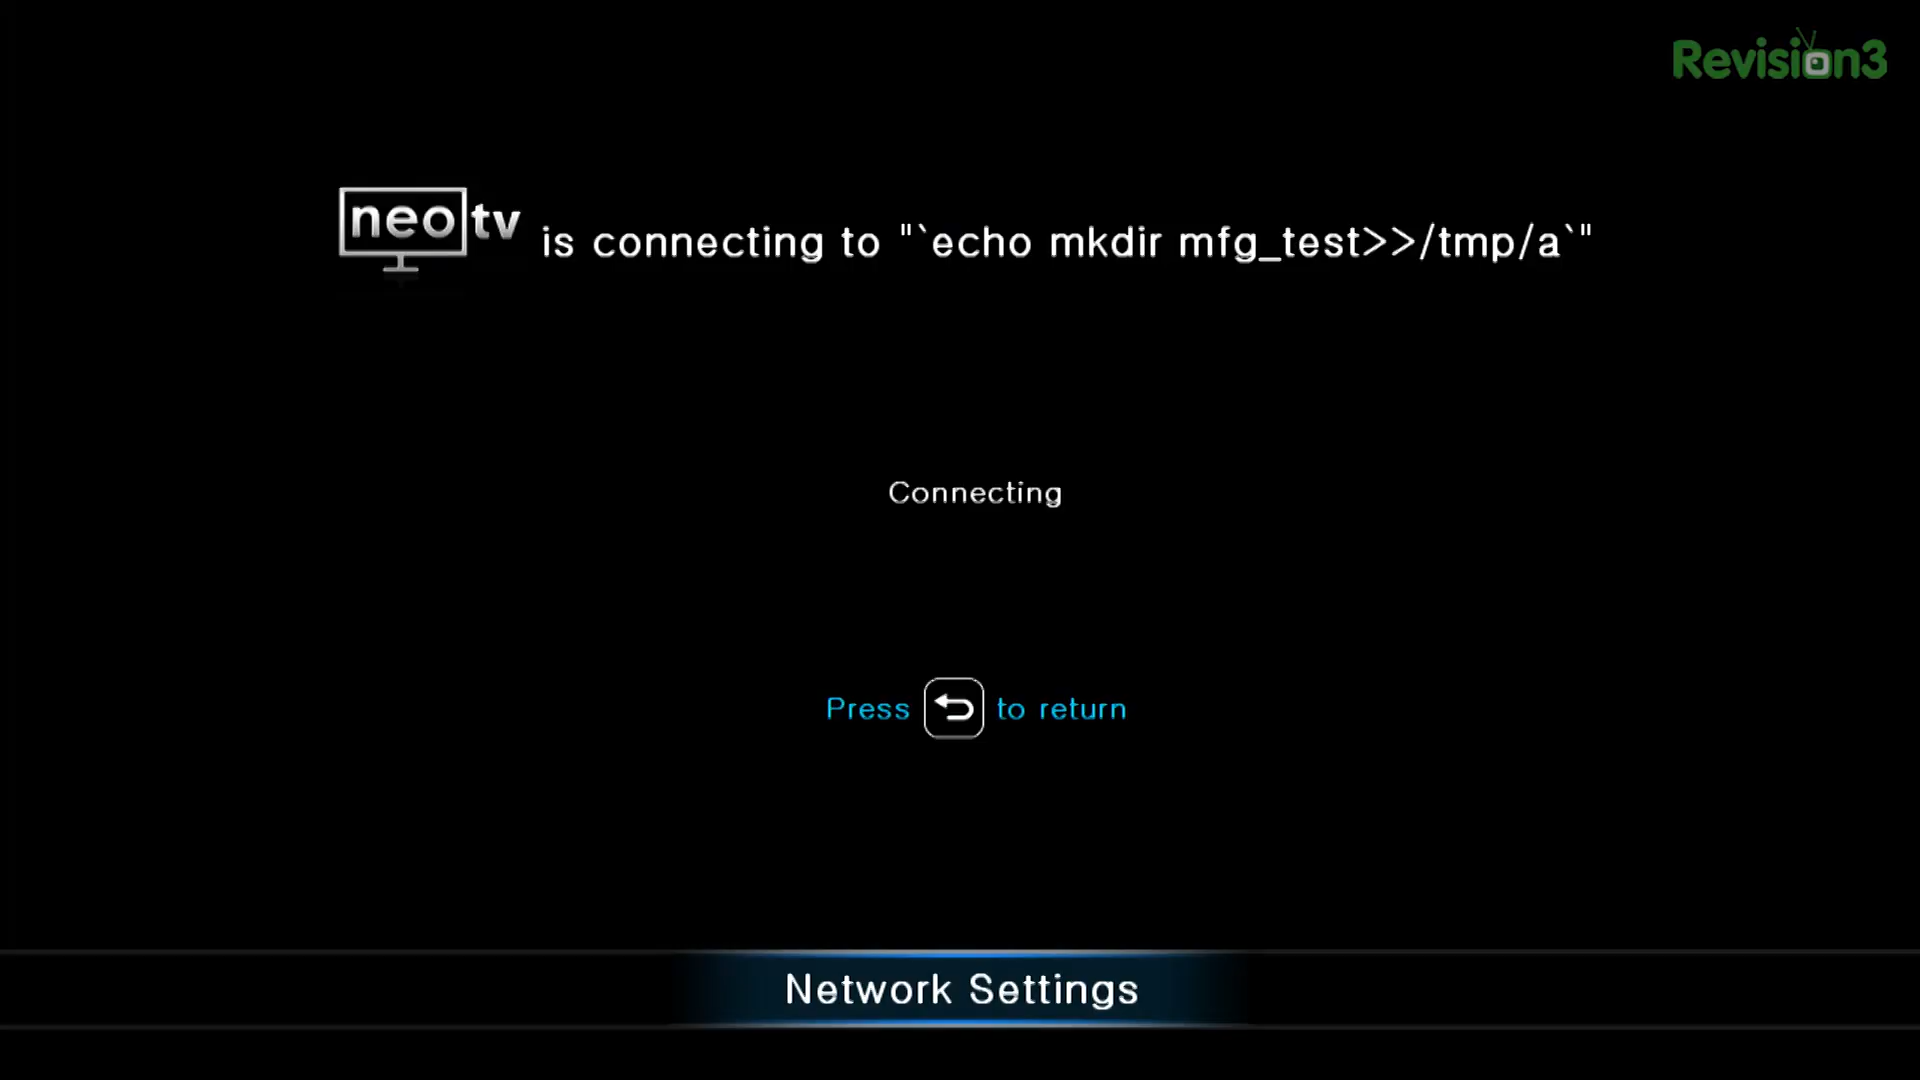 Revision3
neotv is connecting to "`echo mkdir mfg_test>>/tmp/a`"
Connecting
Press to return
Network Settings